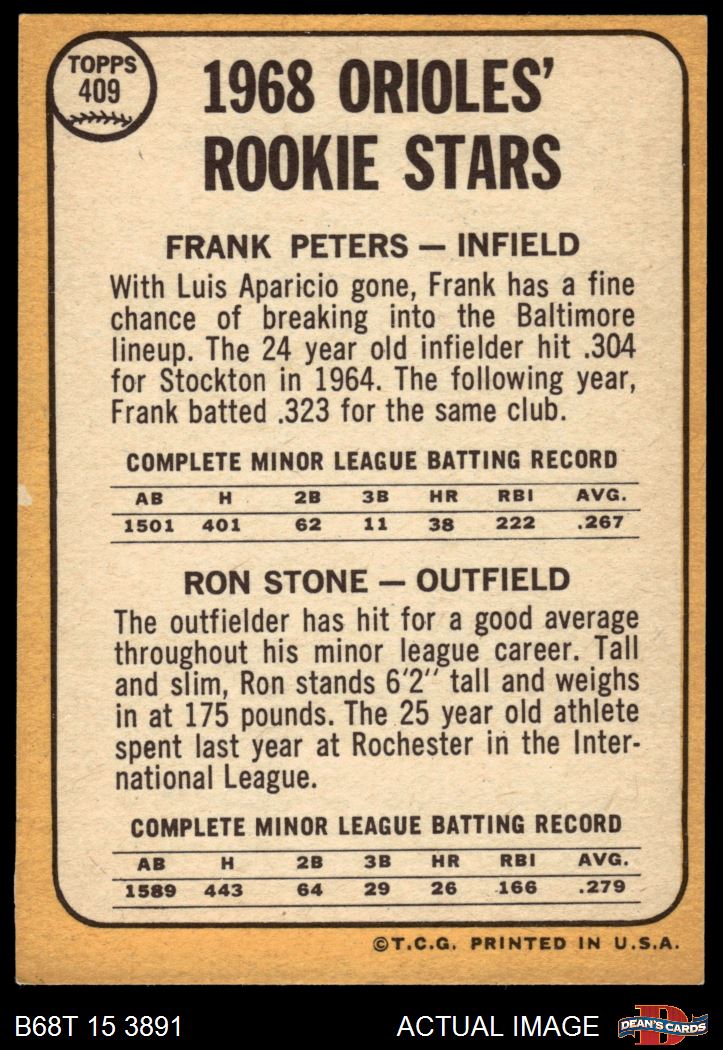 TOPPS
409
1968 ORIOLES'
ROOKIE STARS
FRANK PETERS — INFIELD
With Luis Aparicio gone, Frank has a fine
chance of breaking into the Baltimore
lineup. The 24 year old infielder hit .304
for Stockton in 1964. The following year,
Frank batted .323 for the same club.
COMPLETE MINOR LEAGUE BATTING RECORD
AB H 2B 3B HR RBI AVG.
1501 401 62 11 38 222 .267
RON STONE — OUTFIELD
The outfielder has hit for a good average
throughout his minor league career. Tall
and slim, Ron stands 6'2'' tall and weighs
in at 175 pounds. The 25 year old athlete
spent last year at Rochester in the Inter-
national League.
COMPLETE MINOR LEAGUE BATTING RECORD
AB H 2B 3B HR RBI AVG.
1589 443 64 29 26 166 .279
©T.C.G. PRINTED IN U.S.A.
B68T 15 3891 ACTUAL IMAGE D DEAN'S CARDS